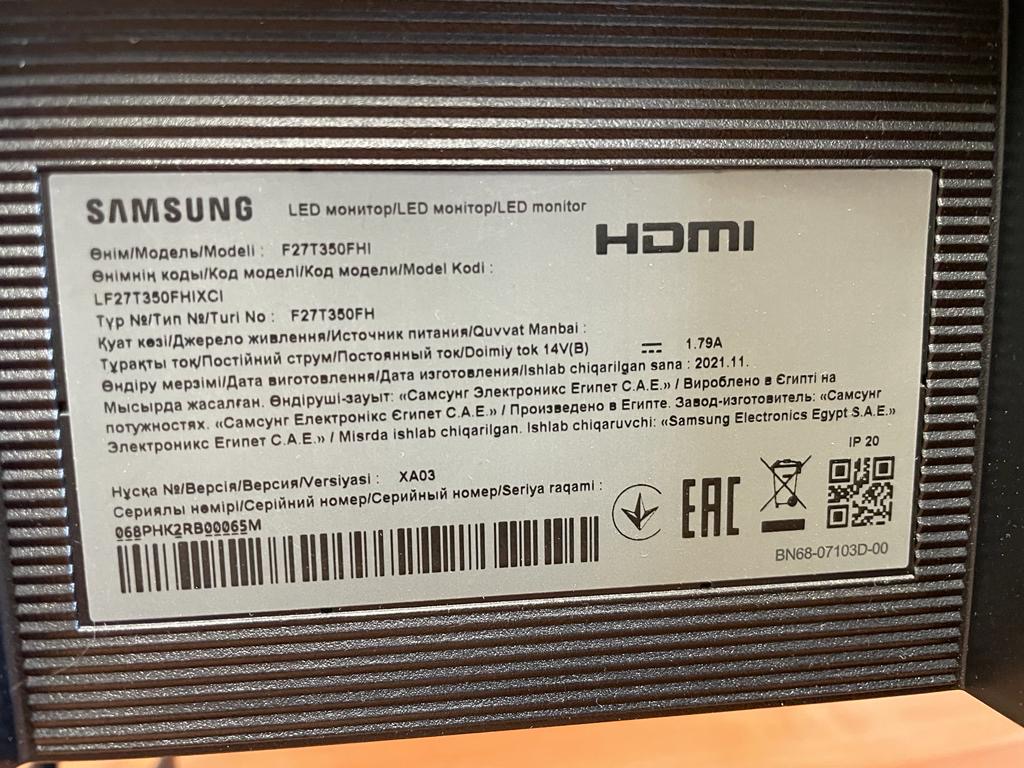 SAMSUNG LED монитор/LED монітор/LED monitor
HDMI
Өнім/Модель/Modeli : F27T350FHI
Өнімнің коды/Код моделі/Код модели/Model Kodi :
LF27T350FHIXCI
Түр №/Тип №/Turi No : F27T350FH
Қуат көзі/Джерело живлення/Источник питания/Quvvat Manbai :
Тұрақты ток/Постійний струм/Постоянный ток/Doimiy tok 14V(B) 1.79A
Өндіру мерзімі/Дата виготовлення/Дата изготовления/Ishlab chiqarilgan sana : 2021.11.
Мысырда жасалған. Өндіруші-зауыт: «Самсунг Электроникс Египет С.А.Е.» / Вироблено в Єгипті на
потужностях. «Самсунг Електронікс Єгипет С.А.Е.» / Произведено в Египте. Завод-изготовитель: «Самсунг
Электроникс Египет С.А.Е.» / Misrda ishlab chiqarilgan. Ishlab chiqaruvchi: «Samsung Electronics Egypt S.A.E.»
IP 20
Нұсқа №/Версія/Версия/Versiyasi : XA03
Сериялы нөмірі/Серійний номер/Серийный номер/Seriya raqami :
068PHK2RB00065M
EAC
BN68-07103D-00